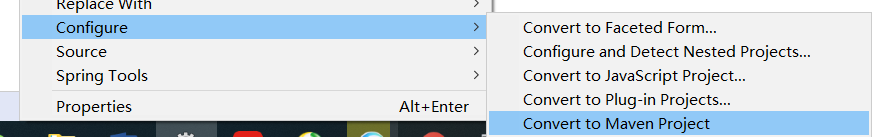 Replace With
Configure
Source
Spring Tools
Properties Alt+Enter
Convert to Faceted Form...
Configure and Detect Nested Projects...
Convert to JavaScript Project...
Convert to Plug-in Projects...
Convert to Maven Project